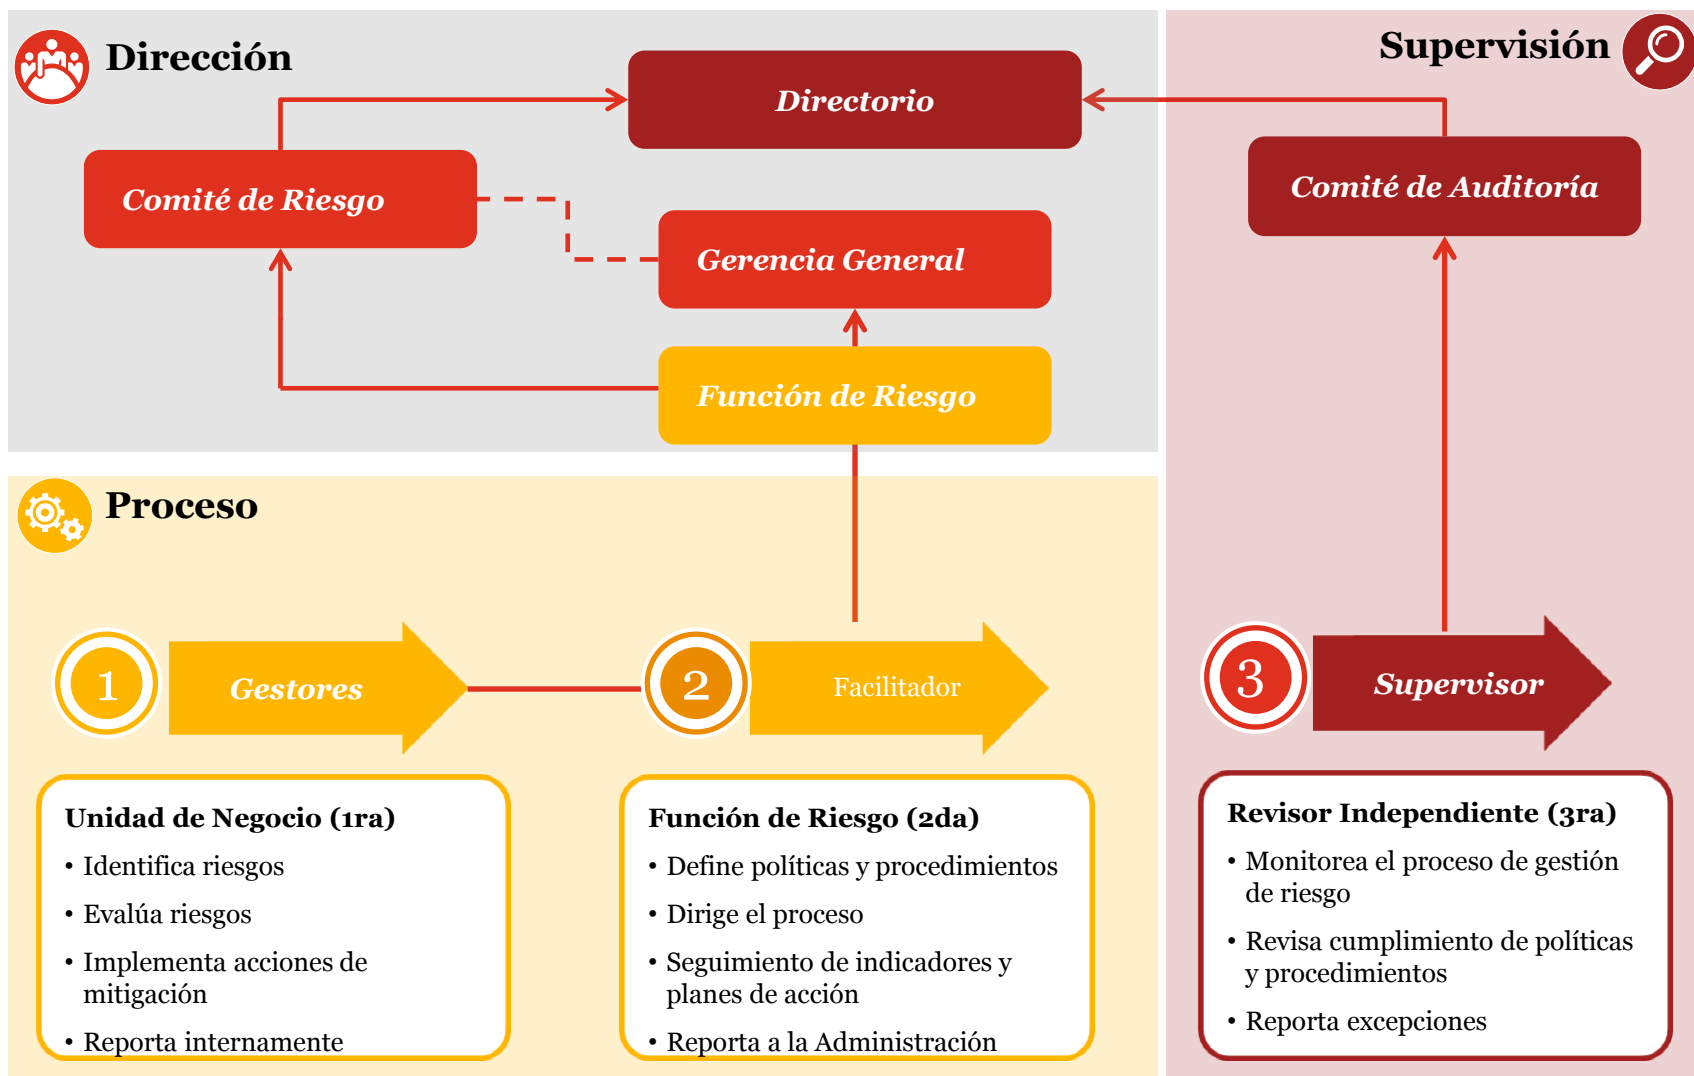 Dirección
Supervisión
Directorio
Comité de Riesgo
Comité de Auditoría
Gerencia General
Función de Riesgo
Proceso
1
Gestores
2
Facilitador
3
Supervisor
Unidad de Negocio (1ra)
• Identifica riesgos
• Evalúa riesgos
• Implementa acciones de
mitigación
• Reporta internamente
Función de Riesgo (2da)
• Define políticas y procedimientos
• Dirige el proceso
• Seguimiento de indicadores y
planes de acción
• Reporta a la Administración
Revisor Independiente (3ra)
• Monitorea el proceso de gestión
de riesgo
• Revisa cumplimiento de políticas
y procedimientos
• Reporta excepciones